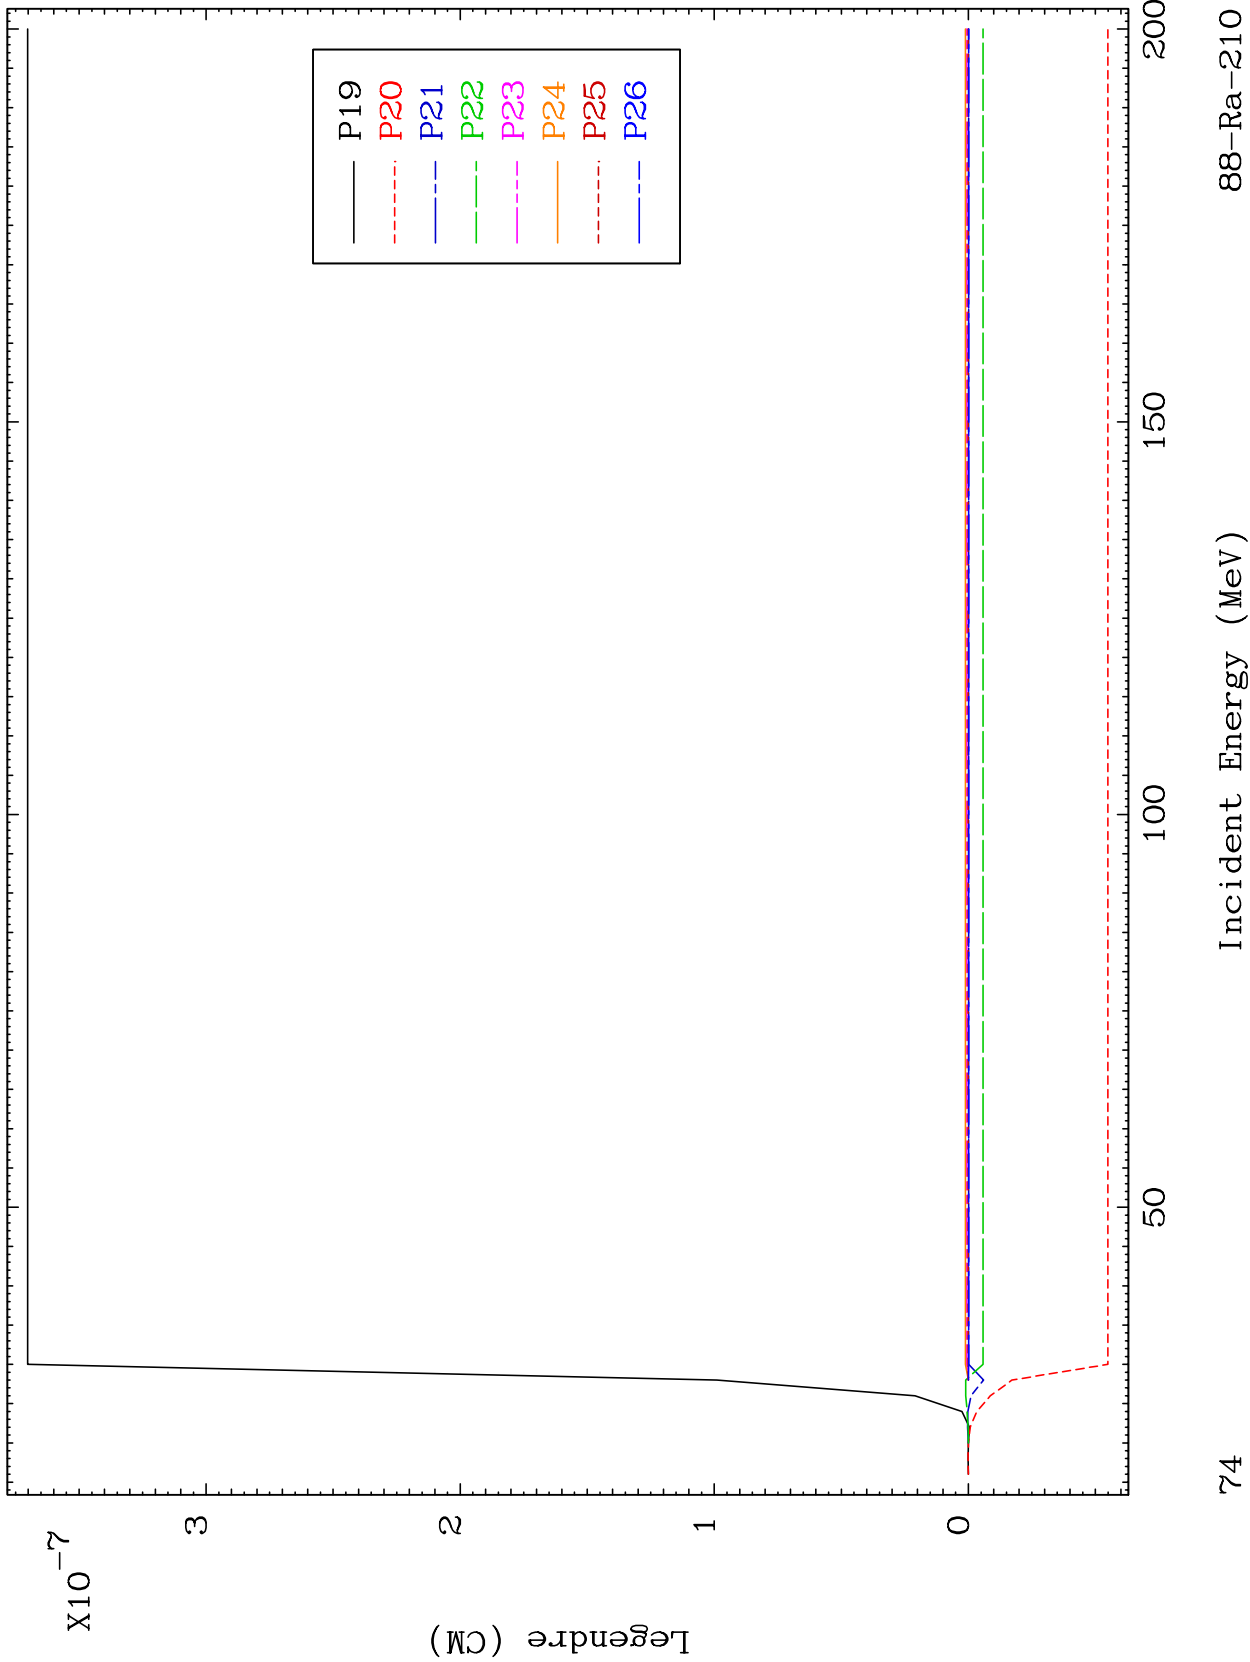 X10-7
3
2
1
0
Legendre (CM)
P19
P20
P21
P22
P23
P24
P25
P26
50
100
150
200
Incident Energy (MeV)
74
88-Ra-210